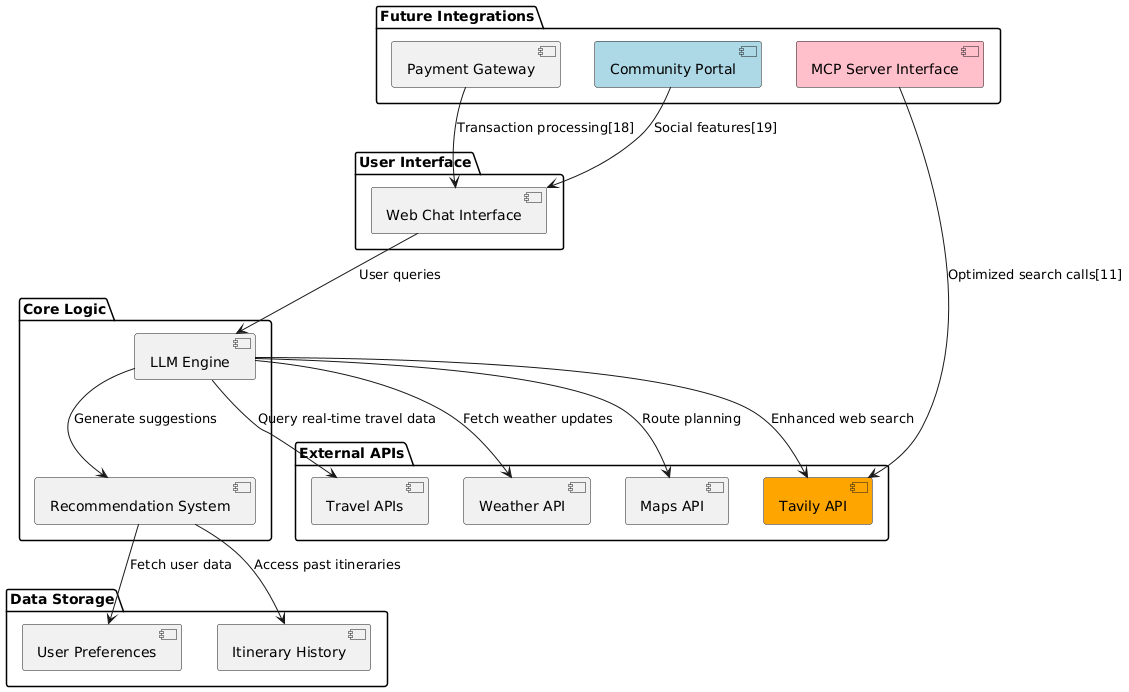 Future Integrations
Payment Gateway
Community Portal
MCP Server Interface
Transaction processing[18]
Social features[19]
User Interface
Web Chat Interface
User queries
Optimized search calls[11]
Core Logic
LLM Engine
Generate suggestions
Query real-time travel data
Fetch weather updates
Route planning
Enhanced web search
External APIs
Recommendation System
Travel APIs
Weather API
Maps API
Tavily API
Fetch user data
Access past itineraries
Data Storage
User Preferences
Itinerary History